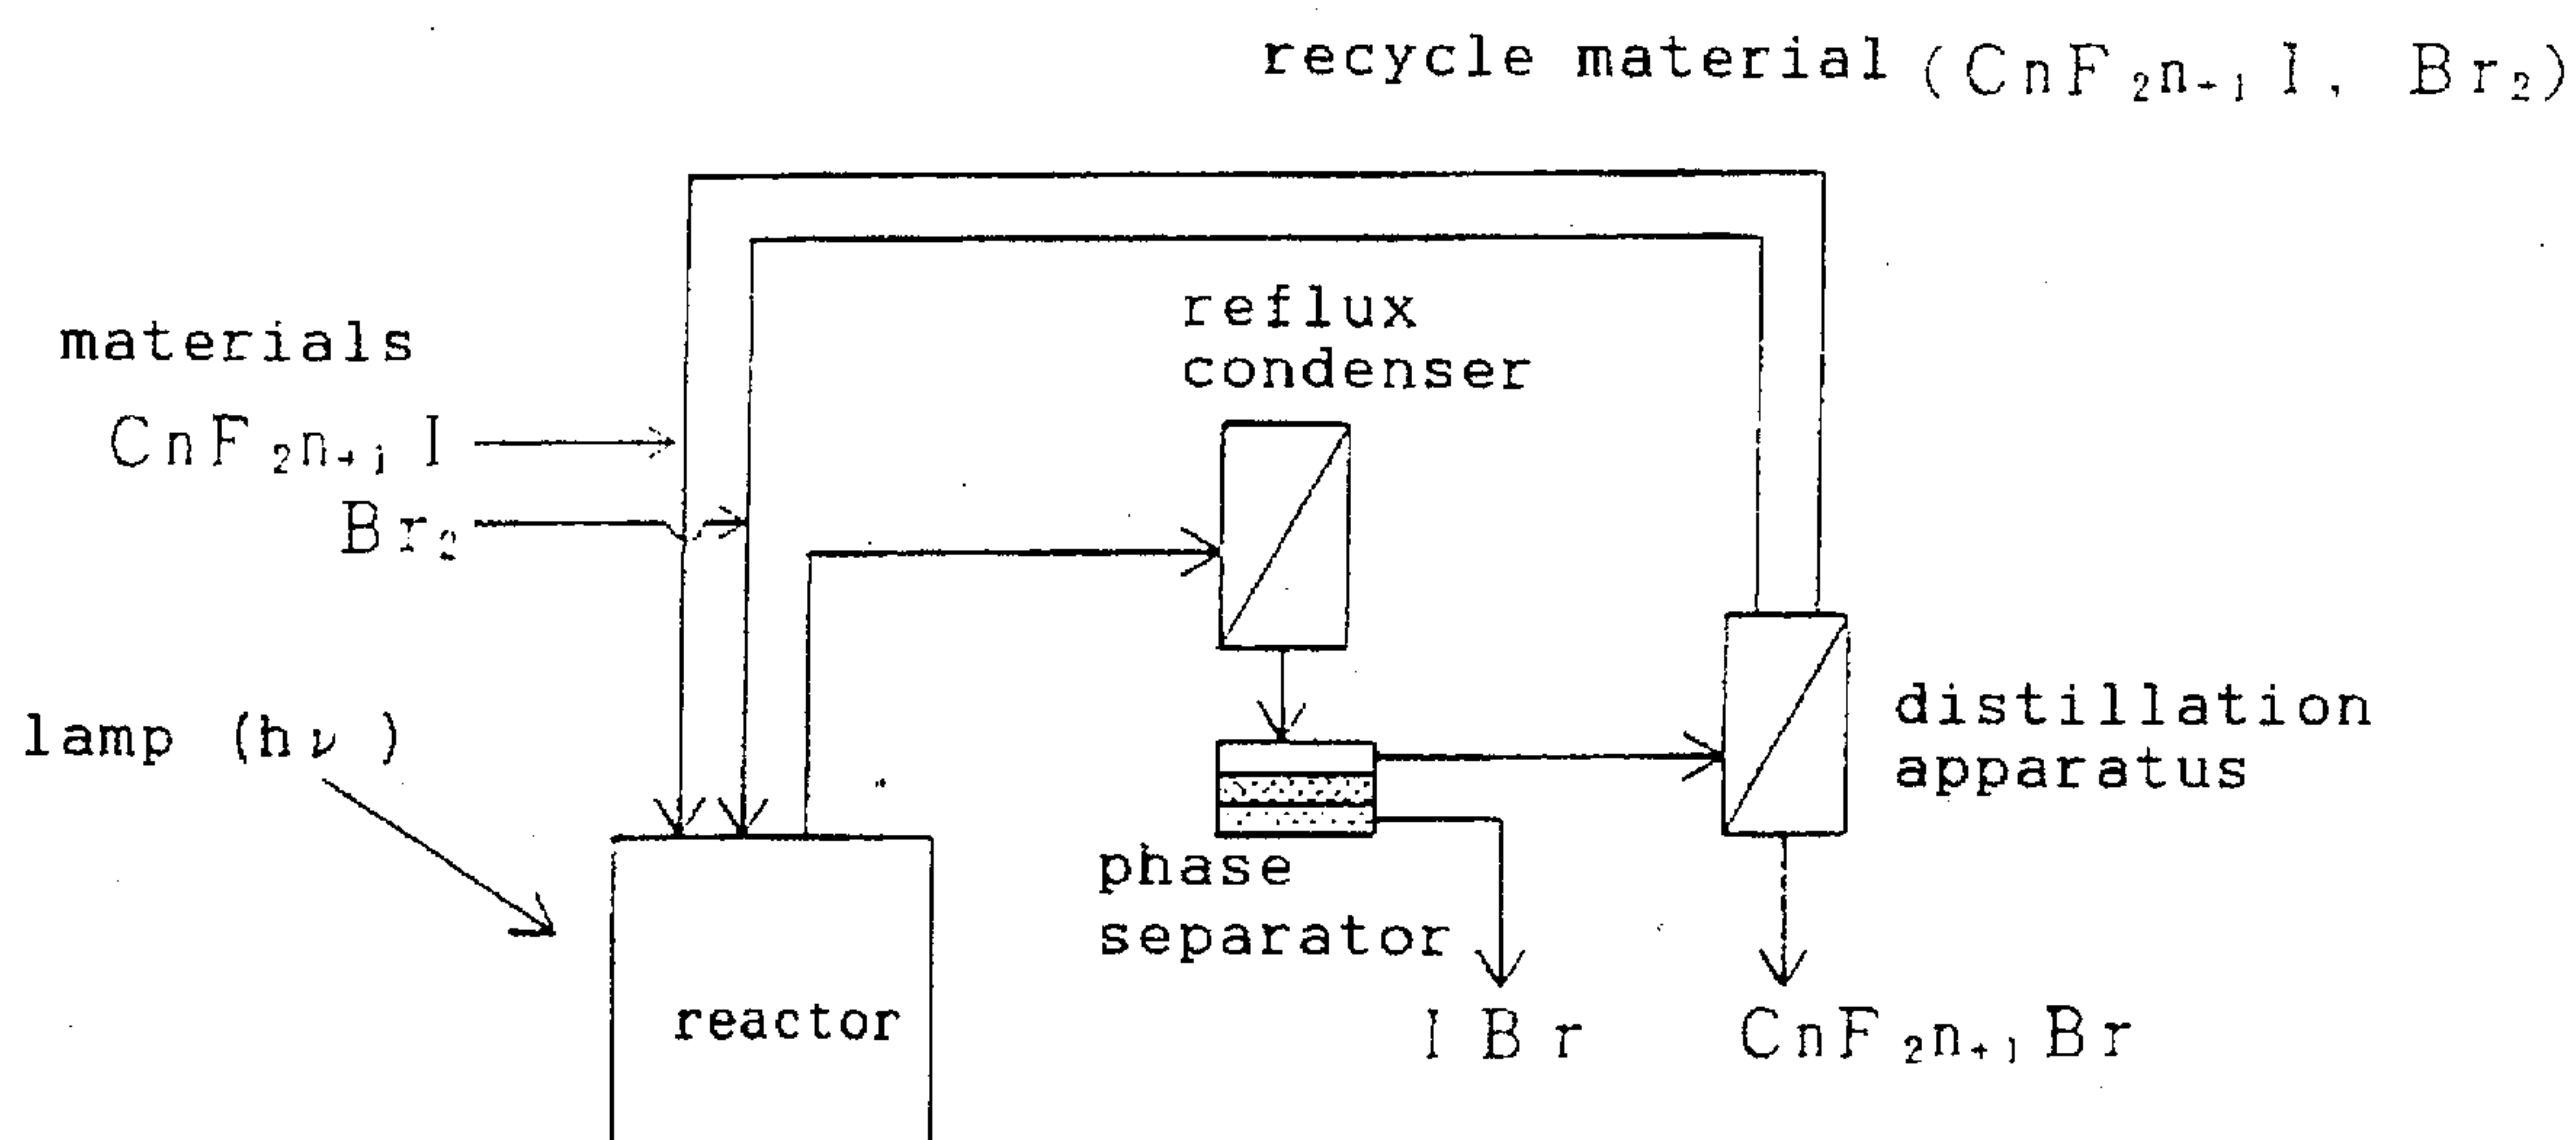 recycle material (CnF₂n₊₁I, Br₂)
reflux
condenser
materials
CnF₂n₊₁I
Br₂
lamp (hν)
distillation
apparatus
phase
separator
reactor
IBr
CnF₂n₊₁Br